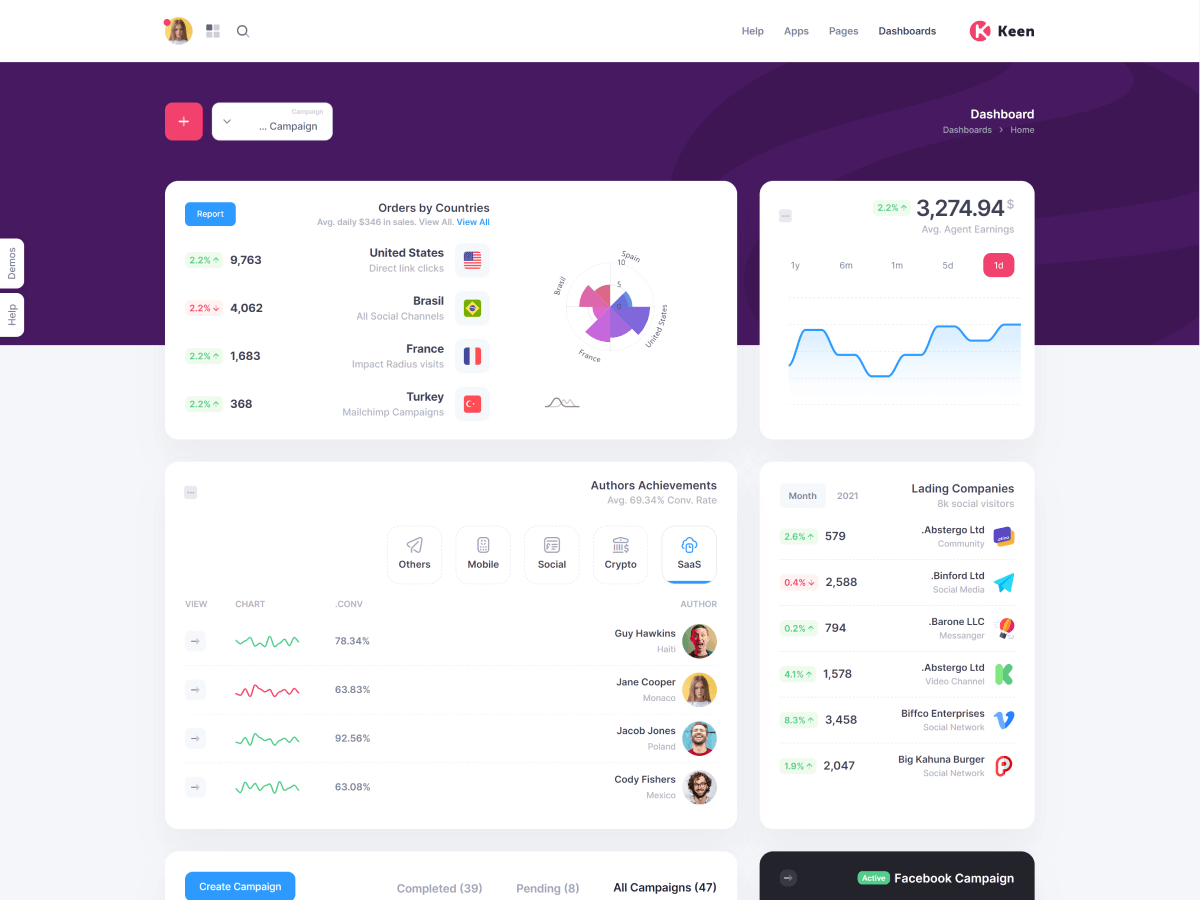 Help
Apps
Pages
Dashboards
Keen
Campaign
... Campaign
Dashboard
Dashboards
Home
Demos
Help
Report
Orders by Countries
Avg. daily $346 in sales. View All. View All
2.2% 9,763 United States
Direct link clicks
2.2% 4,062 Brasil
All Social Channels
2.2% 1,683 France
Impact Radius visits
2.2% 368 Turkey
Mailchimp Campaigns
Spain
10
5
0
Brasil
United States
France
2.2% 3,274.94 $
Avg. Agent Earnings
1y 6m 1m 5d 1d
Authors Achievements
Avg. 69.34% Conv. Rate
Others Mobile Social Crypto SaaS
VIEW CHART .CONV AUTHOR
78.34% Guy Hawkins
Haiti
63.83% Jane Cooper
Monaco
92.56% Jacob Jones
Poland
63.08% Cody Fishers
Mexico
Month 2021
Lading Companies
8k social visitors
2.6% 579 .Abstergo Ltd
Community
0.4% 2,588 .Binford Ltd
Social Media
0.2% 794 .Barone LLC
Messanger
4.1% 1,578 .Abstergo Ltd
Video Channel
8.3% 3,458 Biffco Enterprises
Social Network
1.9% 2,047 Big Kahuna Burger
Social Network
Create Campaign
Completed (39) Pending (8) All Campaigns (47)
Active Facebook Campaign